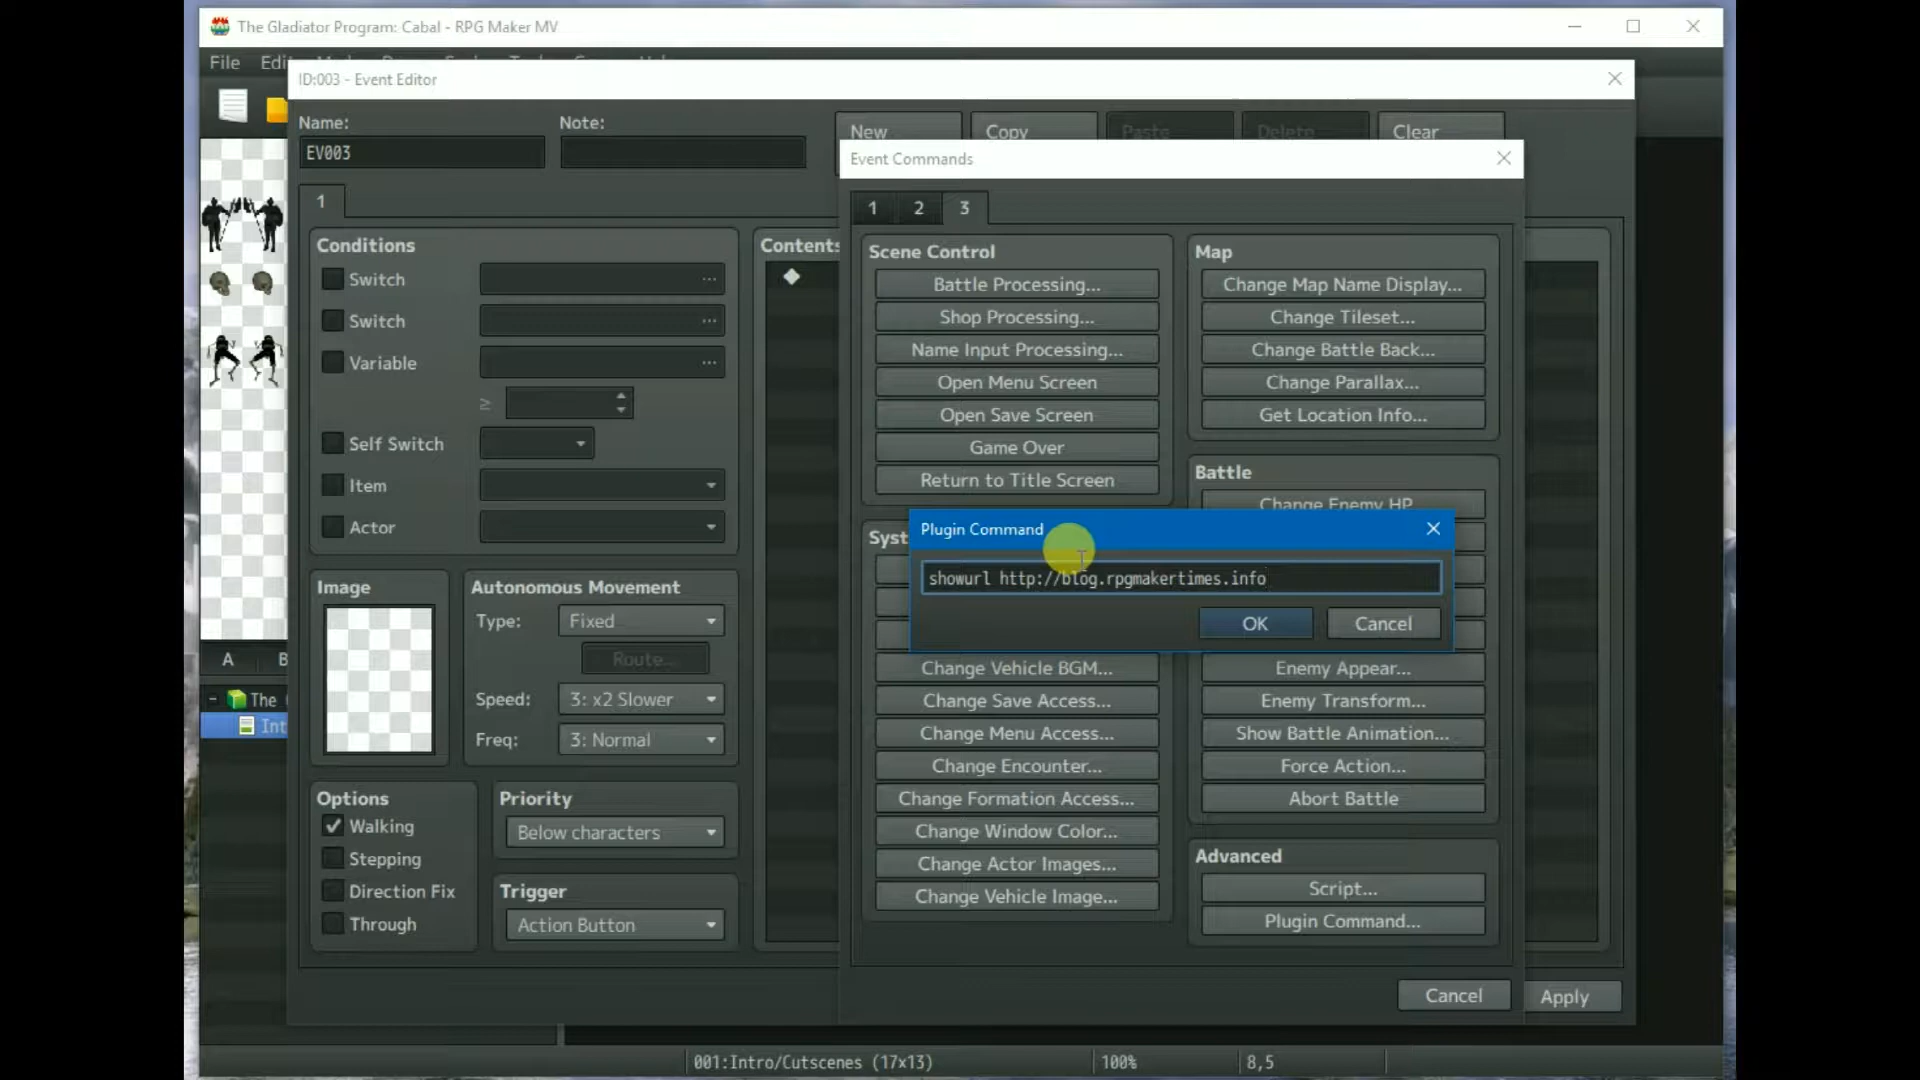 The Gladiator Program: Cabal - RPG Maker MV
File
ID:003 - Event Editor
Name:
Note:
New
Copy
Paste
Delete
Clear
EV003
Event Commands
1
1
2
3
Conditions
Contents
Switch
...
Switch
...
Variable
...
≥
Self Switch
Item
Actor
Scene Control
Battle Processing...
Shop Processing...
Name Input Processing...
Open Menu Screen
Open Save Screen
Game Over
Return to Title Screen
Map
Change Map Name Display...
Change Tileset...
Change Battle Back...
Change Parallax...
Get Location Info...
Battle
Change Enemy HP
Syst
Plugin Command
showurl http://blog.rpgmakertimes.info
OK
Cancel
Image
Autonomous Movement
Type:
Fixed
Route...
Speed:
3: x2 Slower
Freq:
3: Normal
A
B
The
Int
Change Vehicle BGM...
Change Save Access...
Change Menu Access...
Change Encounter...
Change Formation Access...
Change Window Color...
Change Actor Images...
Change Vehicle Image...
Enemy Appear...
Enemy Transform...
Show Battle Animation...
Force Action...
Abort Battle
Options
Walking
Stepping
Direction Fix
Through
Priority
Below characters
Trigger
Action Button
Advanced
Script...
Plugin Command...
Cancel
Apply
001:Intro/Cutscenes (17x13)
100%
8,5